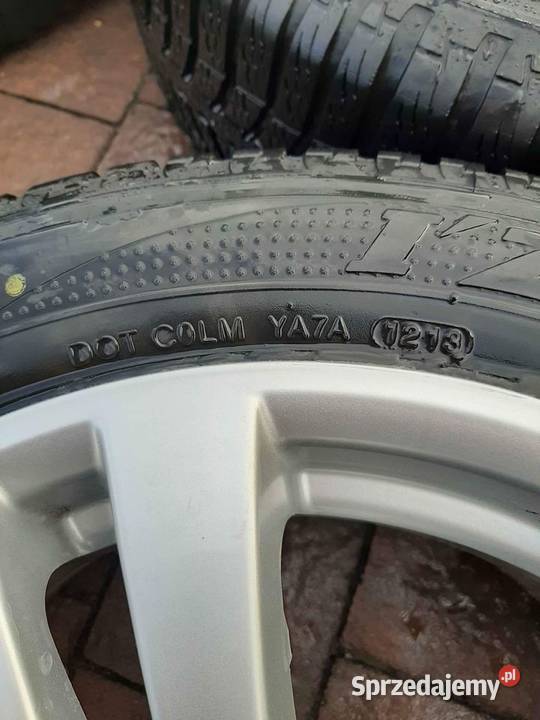 I'Z
DOT C0LM YA7A 1213
Sprzedajemy.pl